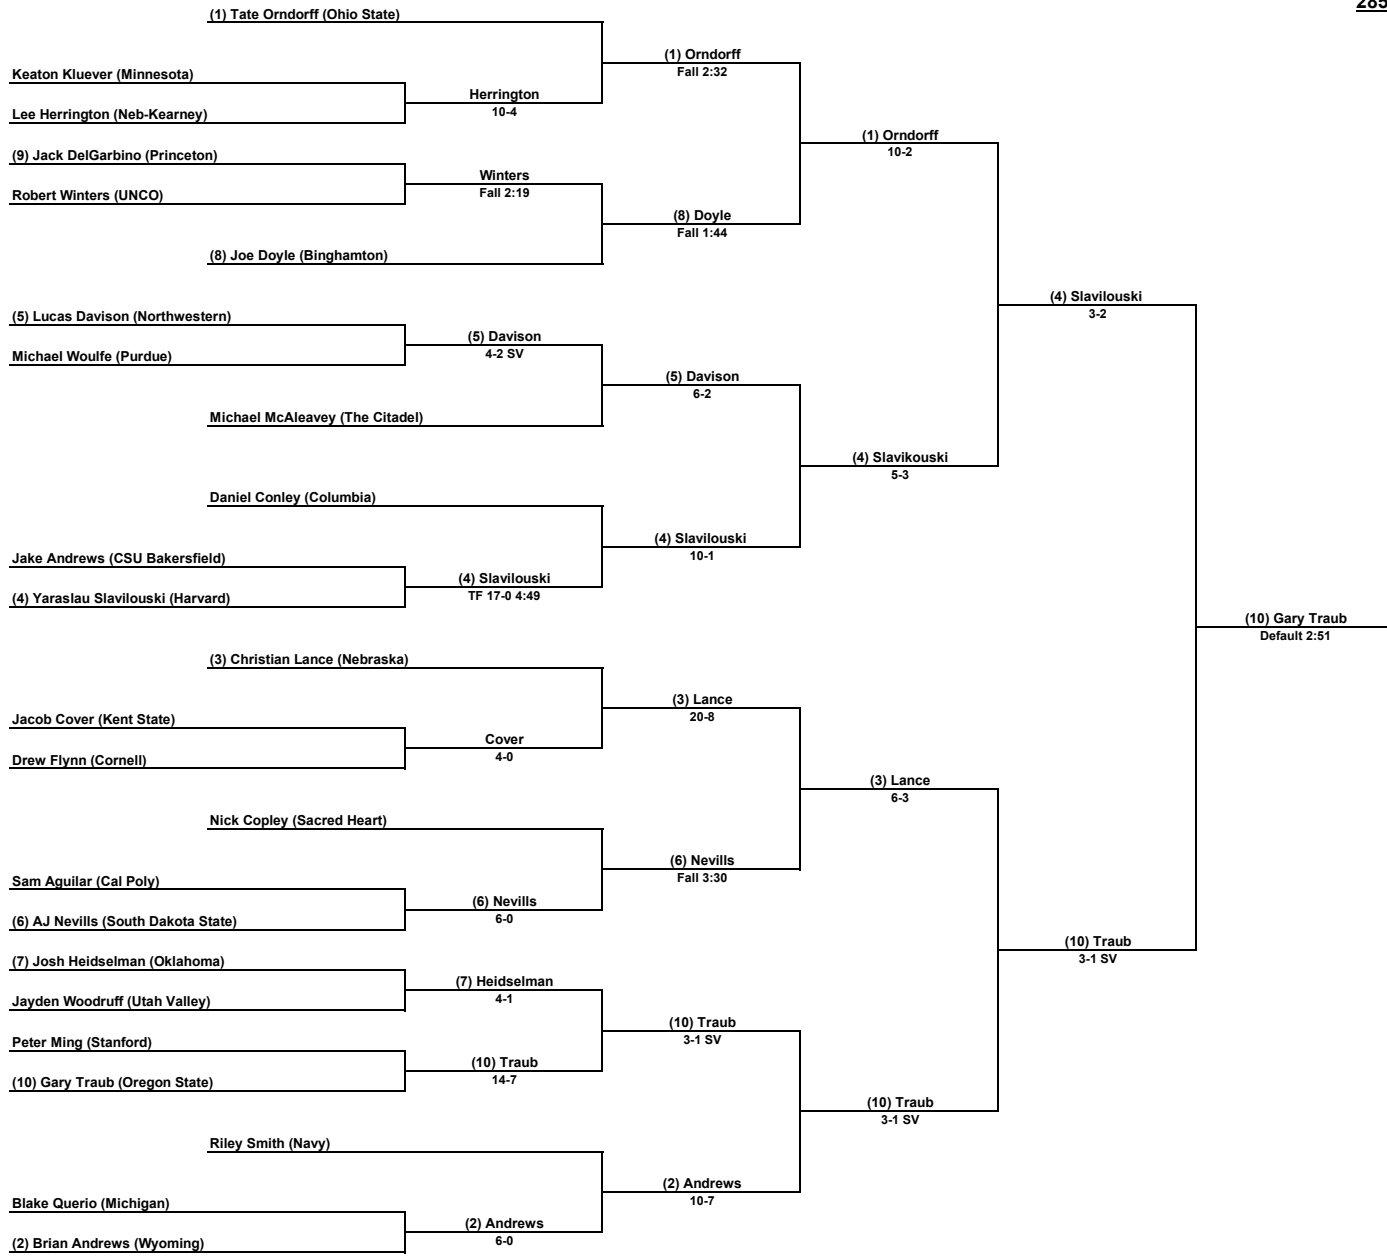 285
(1) Tate Orndorff (Ohio State)
(1) Orndorff
Fall 2:32
Keaton Kluever (Minnesota)
Herrington
10-4
Lee Herrington (Neb-Kearney)
(1) Orndorff
10-2
(9) Jack DelGarbino (Princeton)
Winters
Fall 2:19
Robert Winters (UNCO)
(8) Doyle
Fall 1:44
(8) Joe Doyle (Binghamton)
(4) Slavilouski
3-2
(5) Lucas Davison (Northwestern)
(5) Davison
4-2 SV
Michael Woulfe (Purdue)
(5) Davison
6-2
Michael McAleavey (The Citadel)
(4) Slavikouski
5-3
Daniel Conley (Columbia)
(4) Slavilouski
10-1
Jake Andrews (CSU Bakersfield)
(4) Slavilouski
TF 17-0 4:49
(4) Yaraslau Slavilouski (Harvard)
(10) Gary Traub
Default 2:51
(3) Christian Lance (Nebraska)
(3) Lance
20-8
Jacob Cover (Kent State)
Cover
4-0
Drew Flynn (Cornell)
(3) Lance
6-3
Nick Copley (Sacred Heart)
(6) Nevills
Fall 3:30
Sam Aguilar (Cal Poly)
(6) Nevills
6-0
(6) AJ Nevills (South Dakota State)
(10) Traub
3-1 SV
(7) Josh Heidselman (Oklahoma)
(7) Heidselman
4-1
Jayden Woodruff (Utah Valley)
(10) Traub
3-1 SV
Peter Ming (Stanford)
(10) Traub
14-7
(10) Gary Traub (Oregon State)
(10) Traub
3-1 SV
Riley Smith (Navy)
(2) Andrews
10-7
Blake Querio (Michigan)
(2) Andrews
6-0
(2) Brian Andrews (Wyoming)